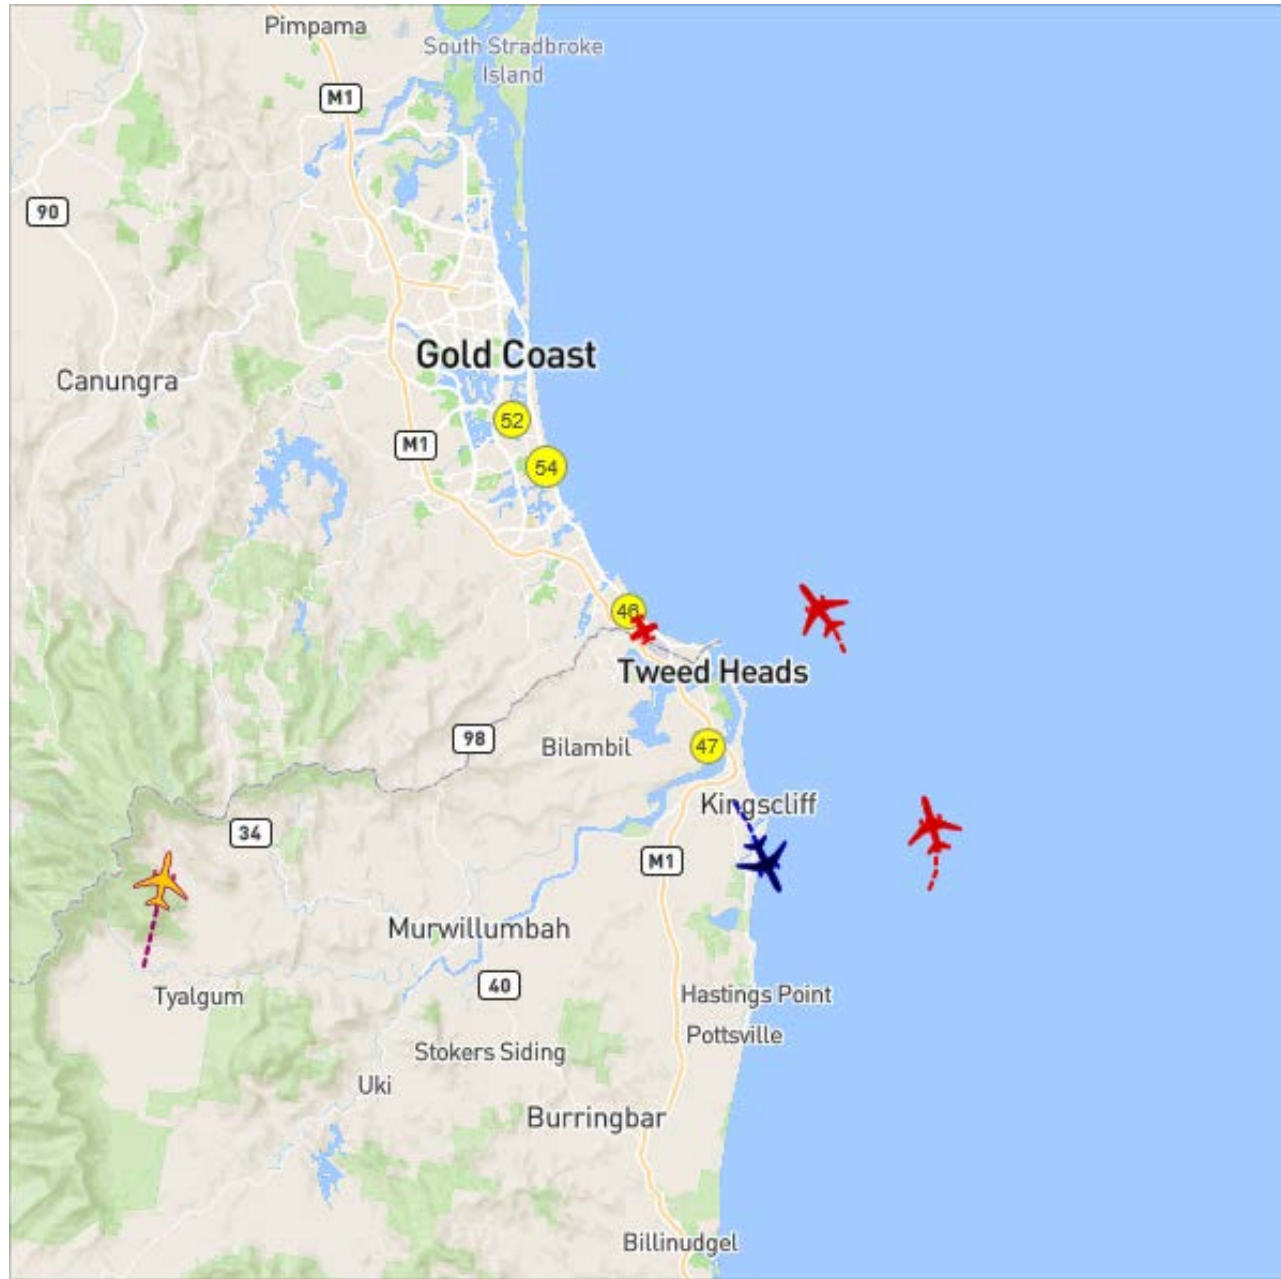 Pimpama
South Stradbroke
Island
M1
90
Gold Coast
Canungra
52
M1
54
46
Tweed Heads
98
Bilambil
47
Kingscliff
34
M1
Murwillumbah
40
Tyalgum
Hastings Point
Pottsville
Stokers Siding
Uki
Burringbar
Billinudgel